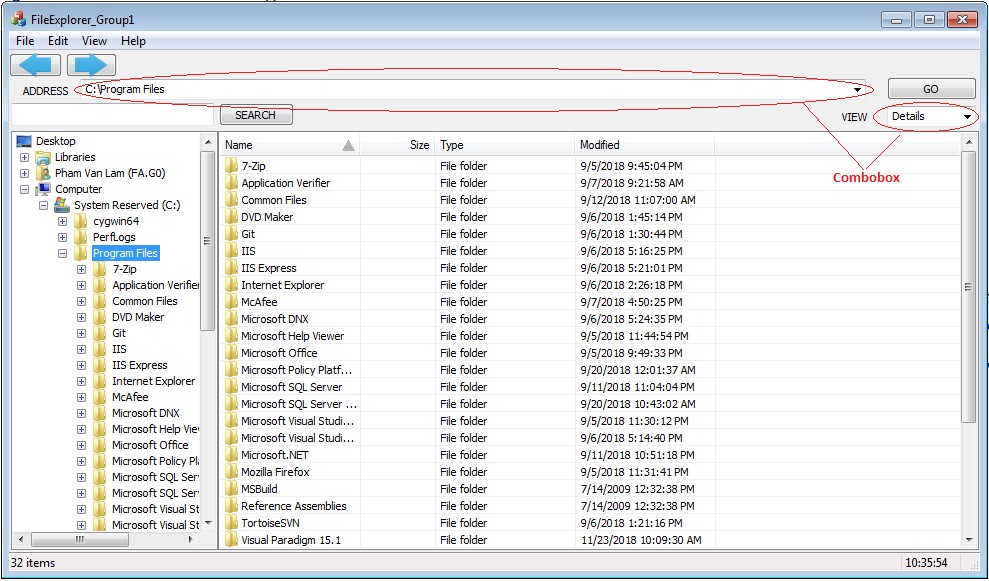 FileExplorer_Group1
File Edit View Help
ADDRESS C:\Program Files GO
SEARCH VIEW Details
Combobox
Desktop
Libraries
Pham Van Lam (FA.G0)
Computer
System Reserved (C:)
cygwin64
PerfLogs
Program Files
7-Zip
Application Verifier
Common Files
DVD Maker
Git
IIS
IIS Express
Internet Explorer
McAfee
Microsoft DNX
Microsoft Help Vie
Microsoft Office
Microsoft Policy Pl
Microsoft SQL Ser
Microsoft SQL Ser
Microsoft Visual St
Microsoft Visual St
Name Size Type Modified
7-Zip File folder 9/5/2018 9:45:04 PM
Application Verifier File folder 9/7/2018 9:21:58 AM
Common Files File folder 9/12/2018 11:07:00 AM
DVD Maker File folder 9/6/2018 1:45:14 PM
Git File folder 9/6/2018 1:30:44 PM
IIS File folder 9/6/2018 5:16:25 PM
IIS Express File folder 9/6/2018 5:21:01 PM
Internet Explorer File folder 9/6/2018 2:26:18 PM
McAfee File folder 9/7/2018 4:50:25 PM
Microsoft DNX File folder 9/6/2018 5:24:35 PM
Microsoft Help Viewer File folder 9/5/2018 11:44:54 PM
Microsoft Office File folder 9/5/2018 9:49:33 PM
Microsoft Policy Platf... File folder 9/20/2018 12:01:37 AM
Microsoft SQL Server File folder 9/11/2018 11:04:04 PM
Microsoft SQL Server ... File folder 9/20/2018 10:43:02 AM
Microsoft Visual Studi... File folder 9/5/2018 11:30:12 PM
Microsoft Visual Studi... File folder 9/6/2018 5:14:40 PM
Microsoft.NET File folder 9/11/2018 10:51:18 PM
Mozilla Firefox File folder 9/5/2018 11:31:41 PM
MSBuild File folder 7/14/2009 12:32:38 PM
Reference Assemblies File folder 7/14/2009 12:32:38 PM
TortoiseSVN File folder 9/6/2018 1:21:16 PM
Visual Paradigm 15.1 File folder 11/23/2018 10:09:30 AM
32 items 10:35:54